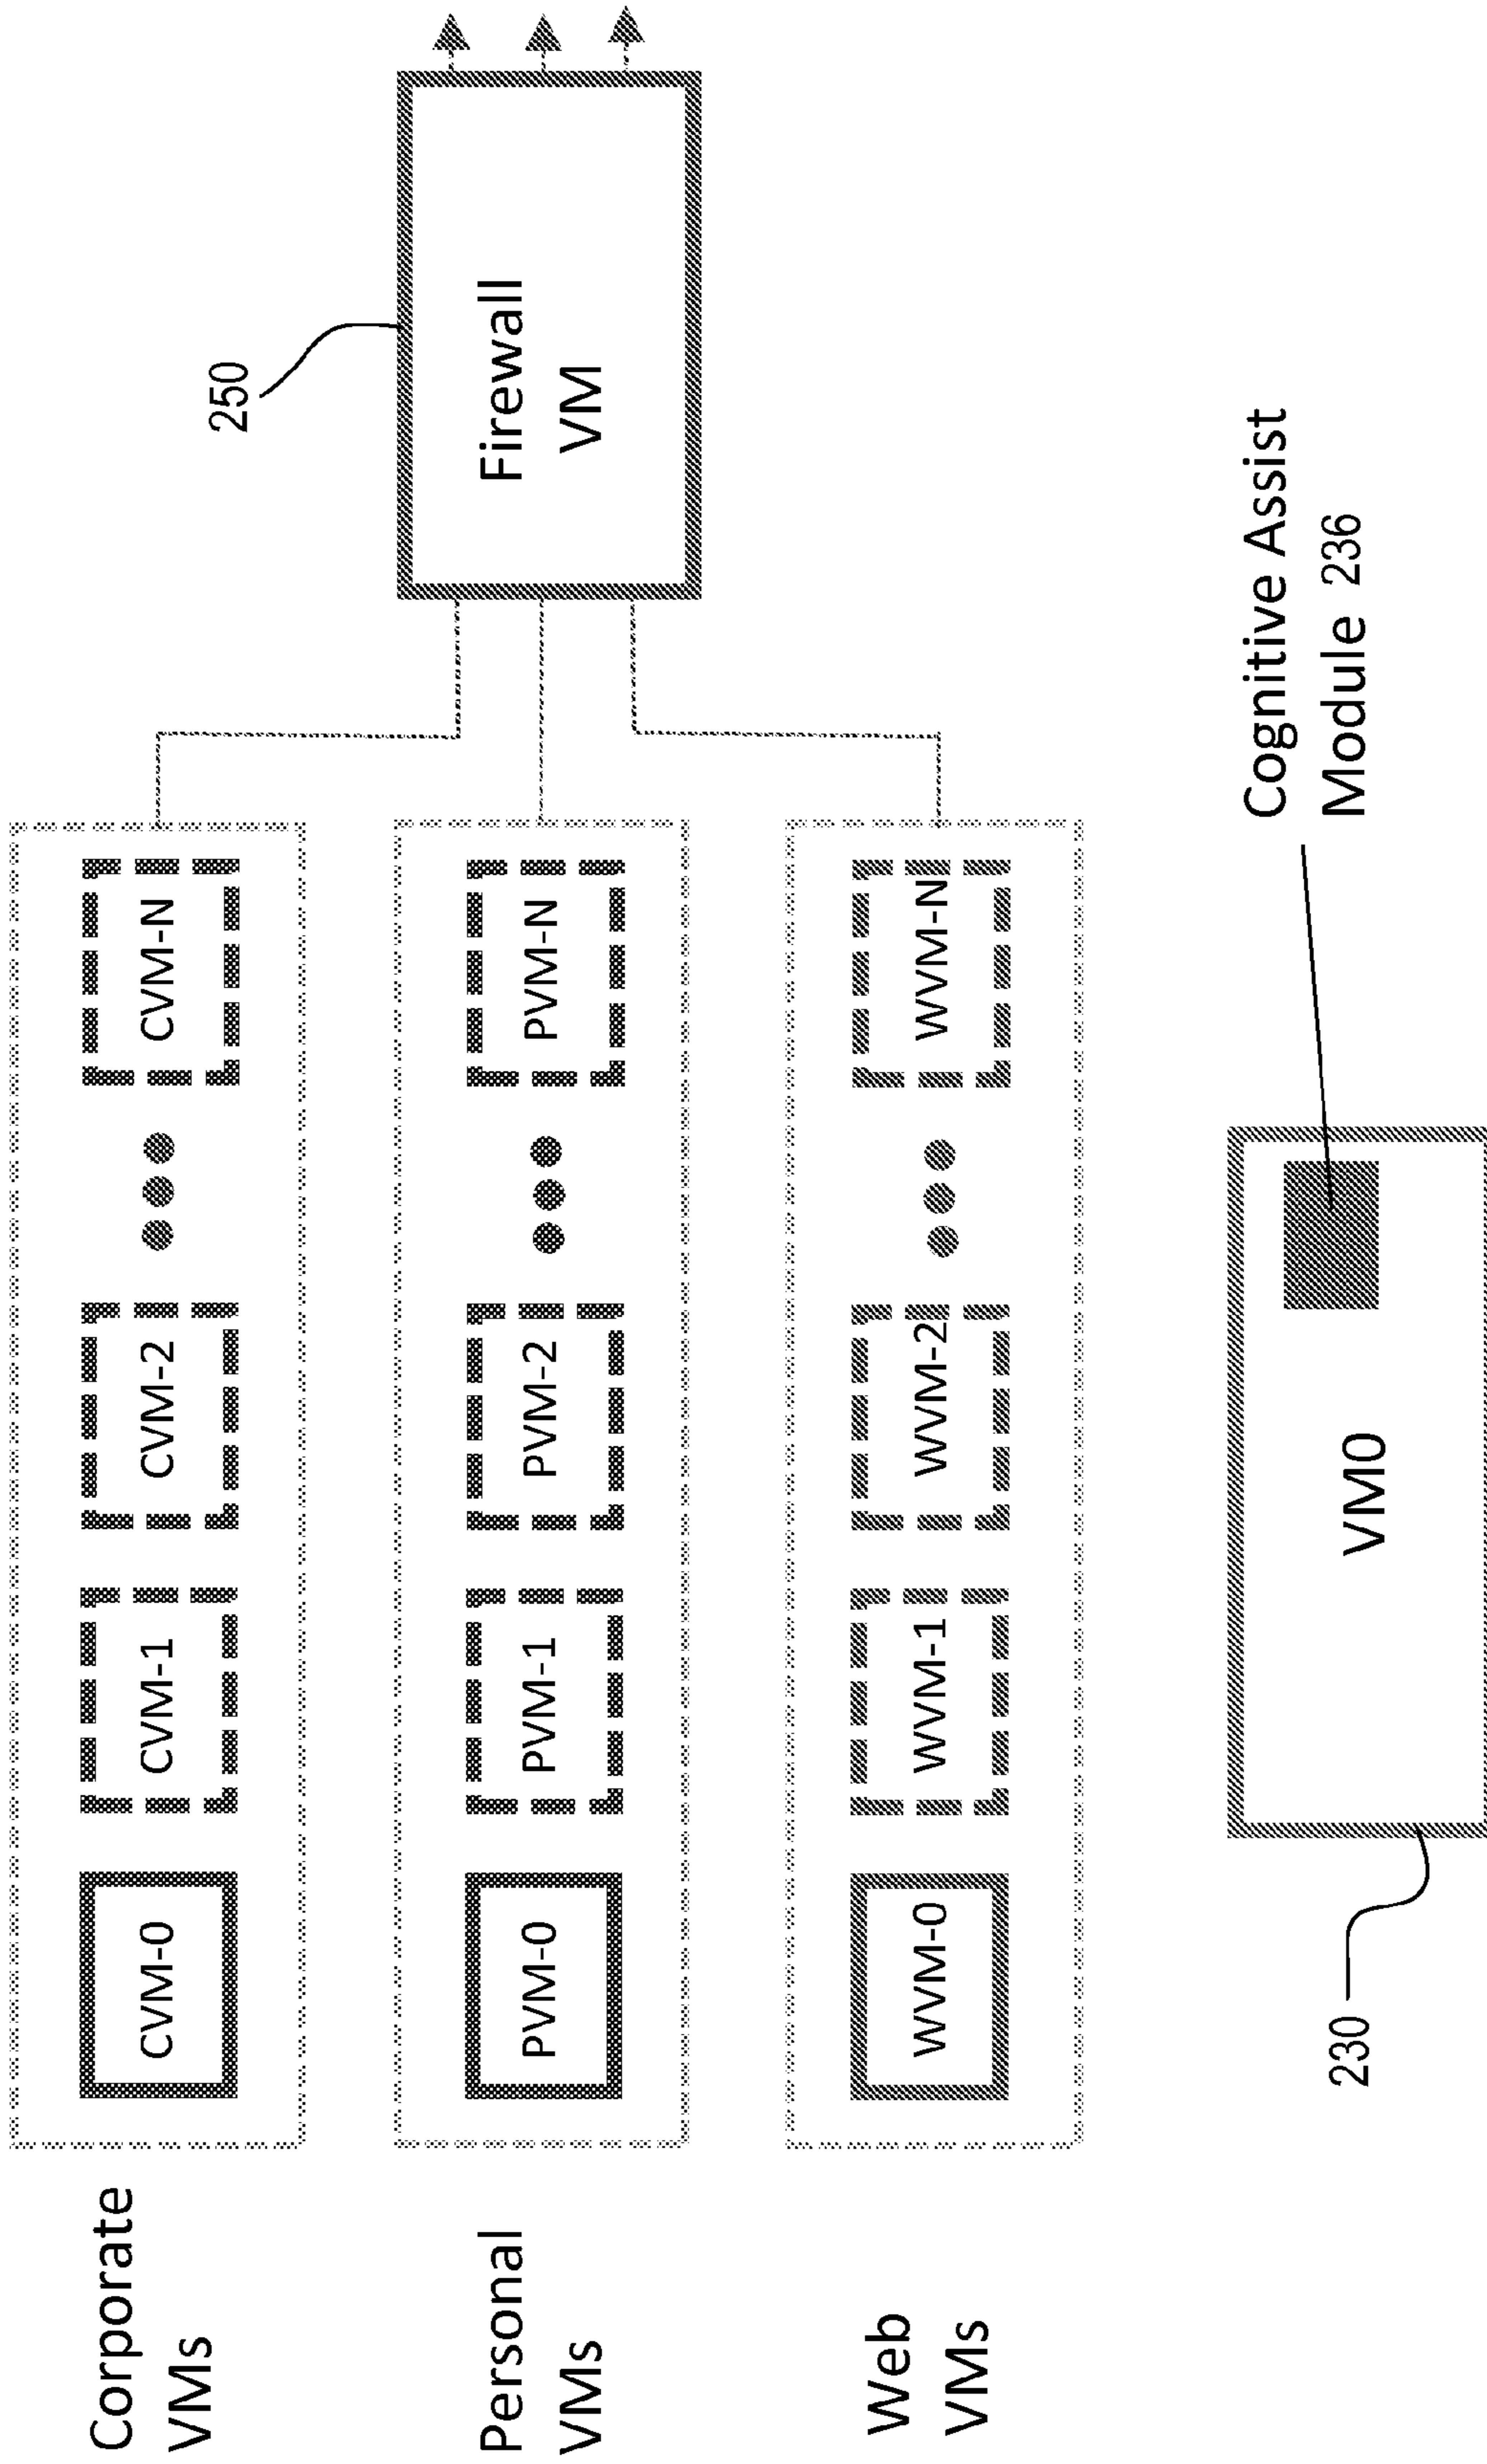 Corporate
VMs
CVM-0
CVM-1
CVM-2
CVM-N
250
Firewall
VM
Personal
VMs
PVM-0
PVM-1
PVM-2
PVM-N
Web
VMs
WVM-0
WVM-1
WVM-2
WVM-N
230
VM0
Cognitive Assist
Module 236